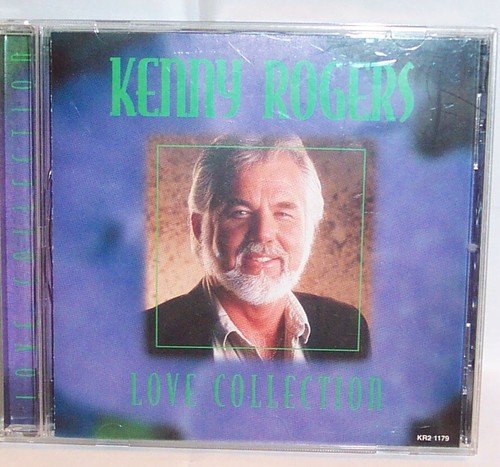 KENNY ROGERS
LOVE COLLECTION
KR2 1179
LOVE COLLECTION